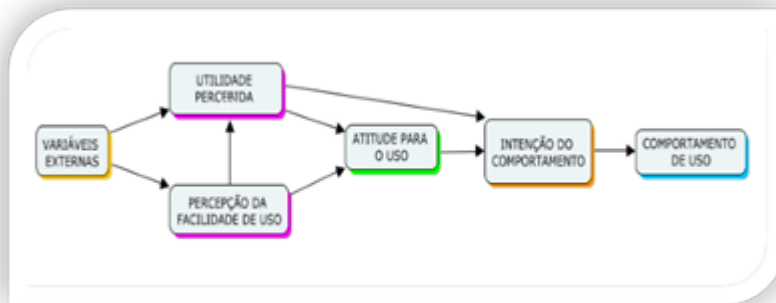 UTILIDADE
PERCEBIDA
VARIÁVEIS
EXTERNAS
ATITUDE PARA
O USO
INTENÇÃO DO
COMPORTAMENTO
COMPORTAMENTO
DE USO
PERCEPÇÃO DA
FACILIDADE DE USO